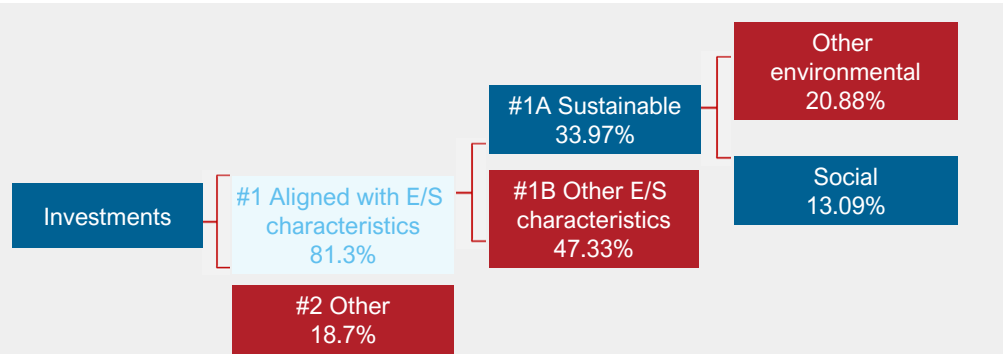 Investments
#1 Aligned with E/S
characteristics
81.3%
#2 Other
18.7%
#1A Sustainable
33.97%
#1B Other E/S
characteristics
47.33%
Other
environmental
20.88%
Social
13.09%